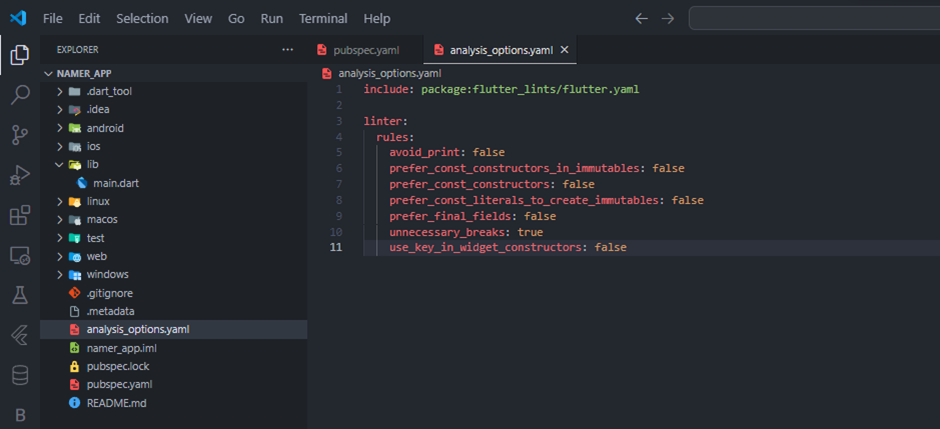 File Edit Selection View Go Run Terminal Help
EXPLORER ···
pubspec.yaml
analysis_options.yaml
NAMER_APP
.dart_tool
.idea
android
ios
lib
main.dart
linux
macos
test
web
windows
.gitignore
.metadata
analysis_options.yaml
namer_app.iml
pubspec.lock
pubspec.yaml
README.md
B
analysis_options.yaml
1 include: package:flutter_lints/flutter.yaml
2
3 linter:
4 rules:
5 avoid_print: false
6 prefer_const_constructors_in_immutables: false
7 prefer_const_constructors: false
8 prefer_const_literals_to_create_immutables: false
9 prefer_final_fields: false
10 unnecessary_breaks: true
11 use_key_in_widget_constructors: false